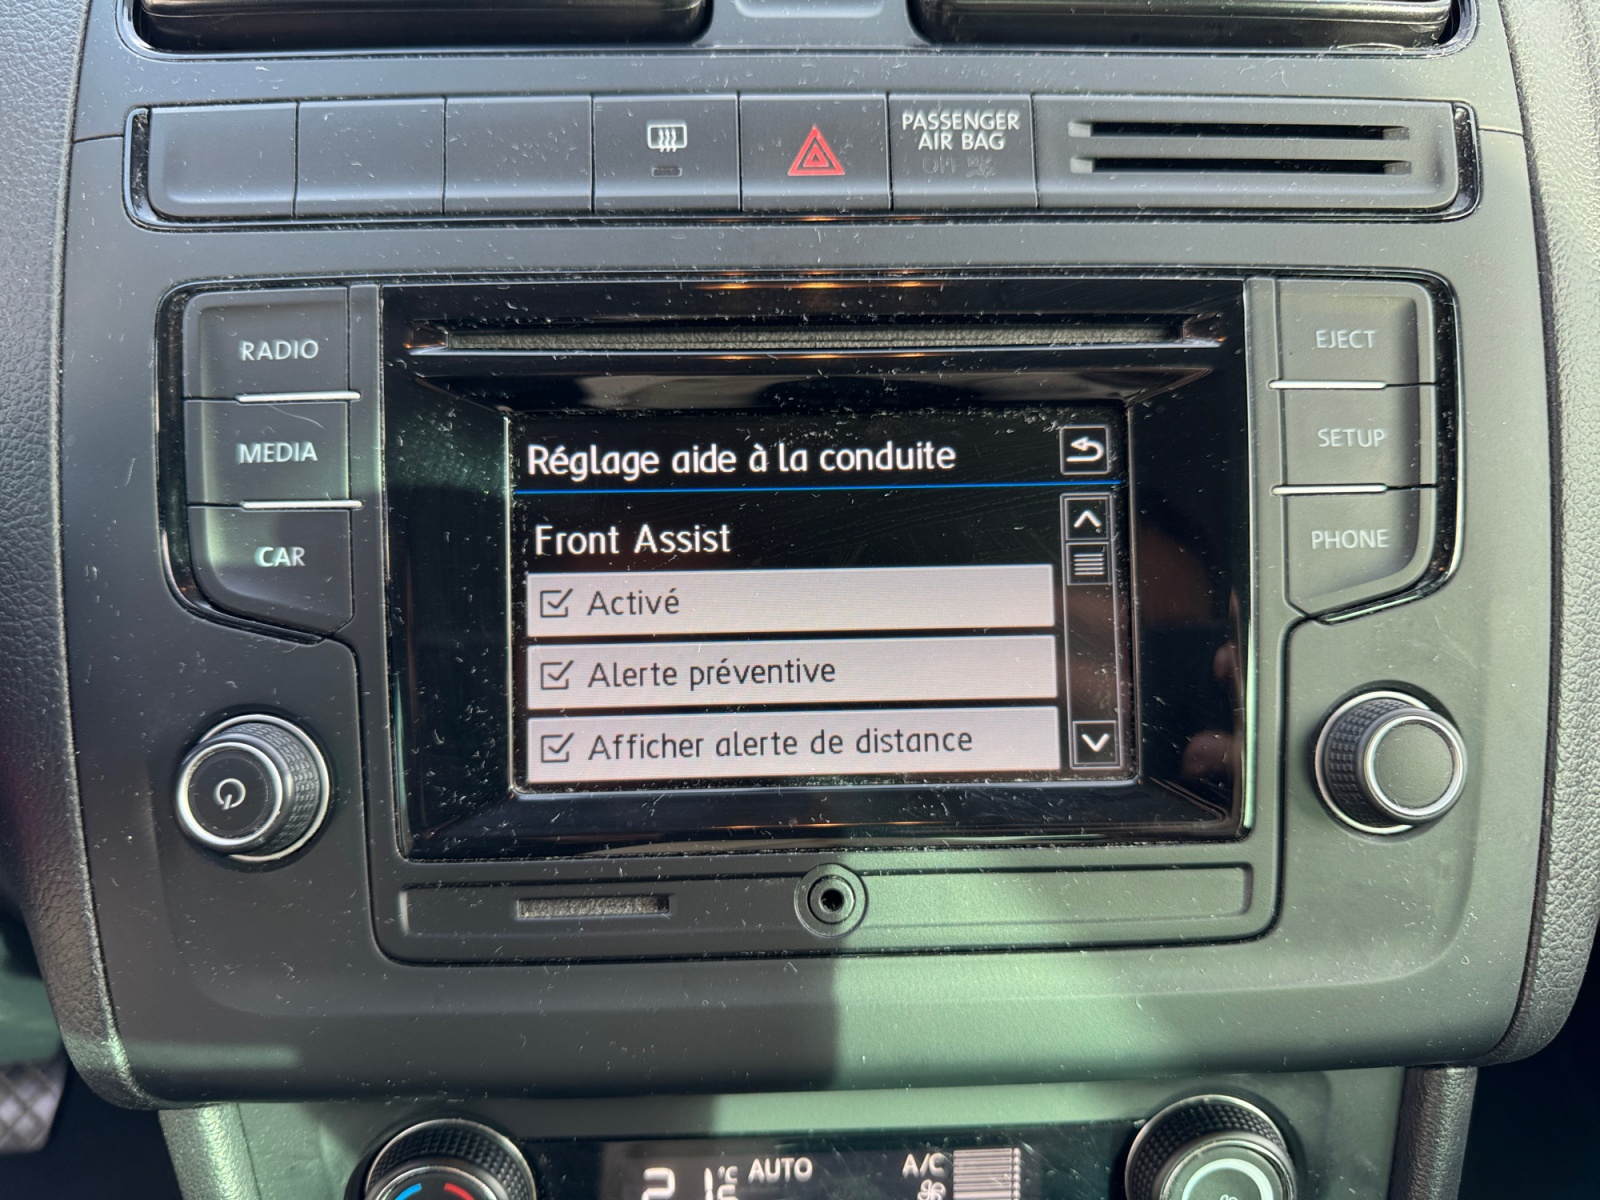 PASSENGER
AIR BAG
OFF
RADIO
MEDIA
CAR
EJECT
SETUP
PHONE
Réglage aide à la conduite
Front Assist
Activé
Alerte préventive
Afficher alerte de distance
°C AUTO
A/C